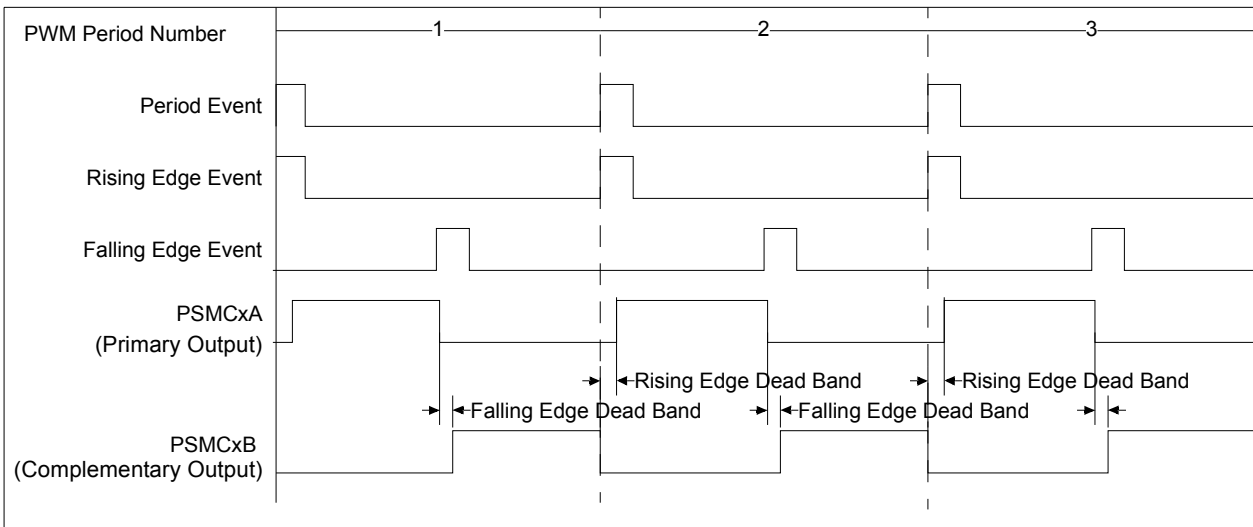 PWM Period Number
1
2
3
Period Event
Rising Edge Event
Falling Edge Event
PSMCxA
(Primary Output)
Rising Edge Dead Band
Rising Edge Dead Band
Falling Edge Dead Band
Falling Edge Dead Band
PSMCxB
(Complementary Output)